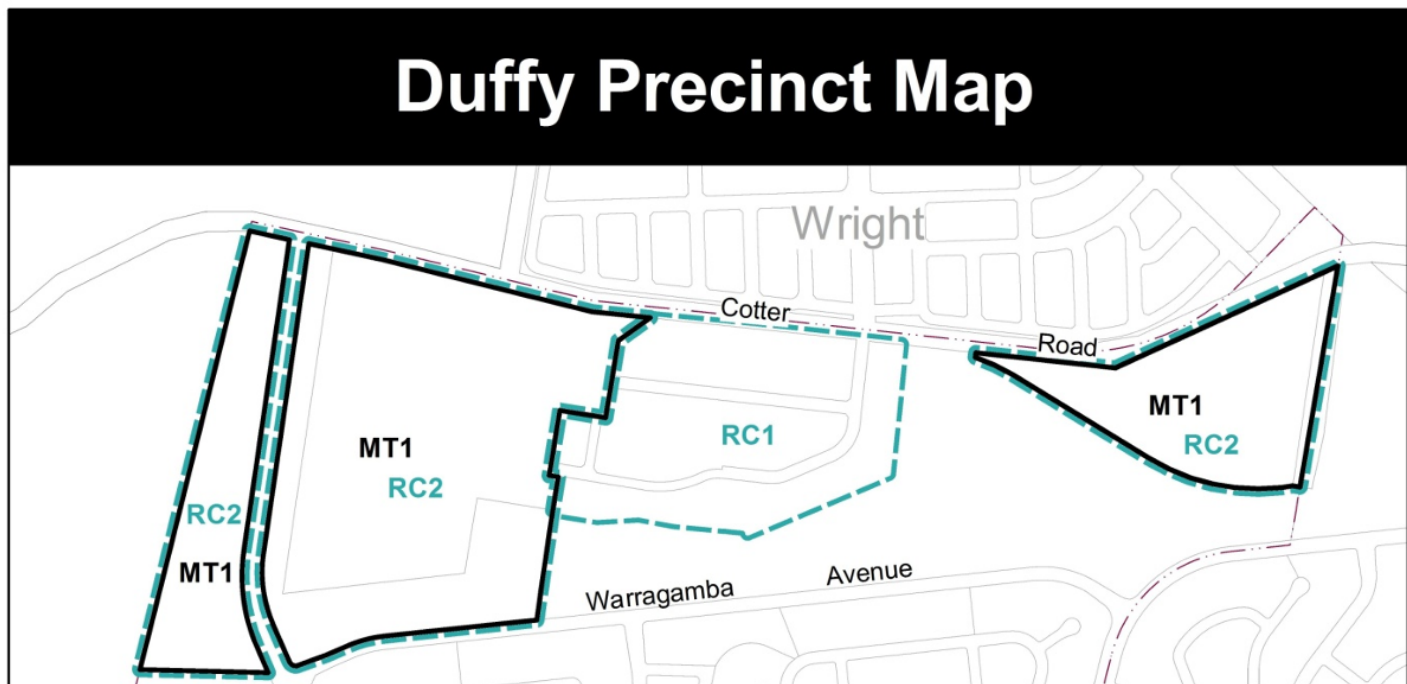 Duffy Precinct Map
Wright
Cotter
Road
MT1
RC2
RC1
MT1
RC2
RC2
MT1
Warragamba Avenue